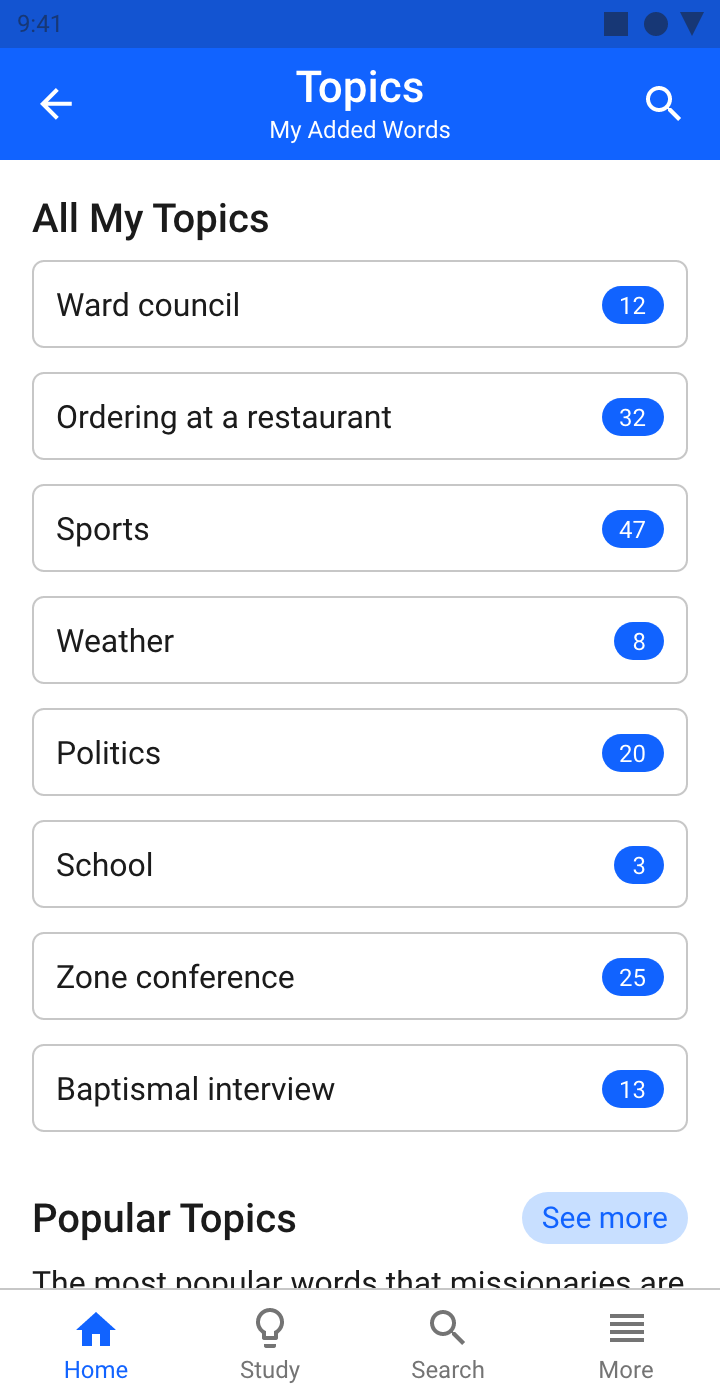 9:41
Topics
My Added Words
All My Topics
Ward council
12
Ordering at a restaurant
32
Sports
47
Weather
8
Politics
20
School
3
Zone conference
25
Baptismal interview
13
Popular Topics
See more
The most popular words that missionaries are
Home
Study
Search
More